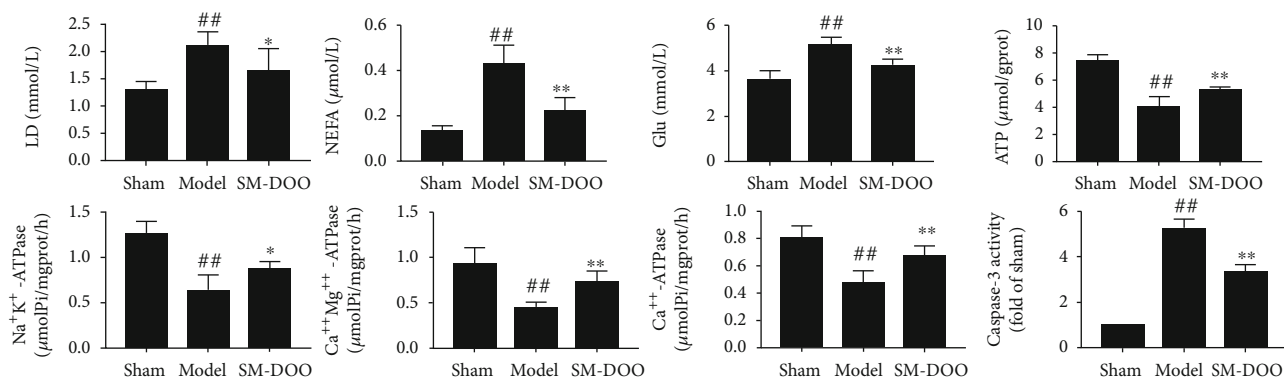 LD (mmol/L)
2.5
2.0
1.5
1.0
0.5
0.0
##
*
Sham Model SM-DOO
NEFA (μmol/L)
0.6
0.4
0.2
0.0
##
**
Sham Model SM-DOO
Glu (mmol/L)
6
4
2
0
##
**
Sham Model SM-DOO
ATP (μmol/gprot)
10
8
6
4
2
0
##
**
Sham Model SM-DOO
Na⁺K⁺ -ATPase
(μmolPi/mgprot/h)
1.5
1.0
0.5
0.0
##
*
Sham Model SM-DOO
Ca⁺⁺Mg⁺⁺ -ATPase
(μmolPi/mgprot/h)
1.5
1.0
0.5
0.0
##
**
Sham Model SM-DOO
Ca⁺⁺-ATPase
(μmolPi/mgprot/h)
1.0
0.8
0.6
0.4
0.2
0.0
##
**
Sham Model SM-DOO
Caspase-3 activity
(fold of sham)
6
4
2
0
##
**
Sham Model SM-DOO